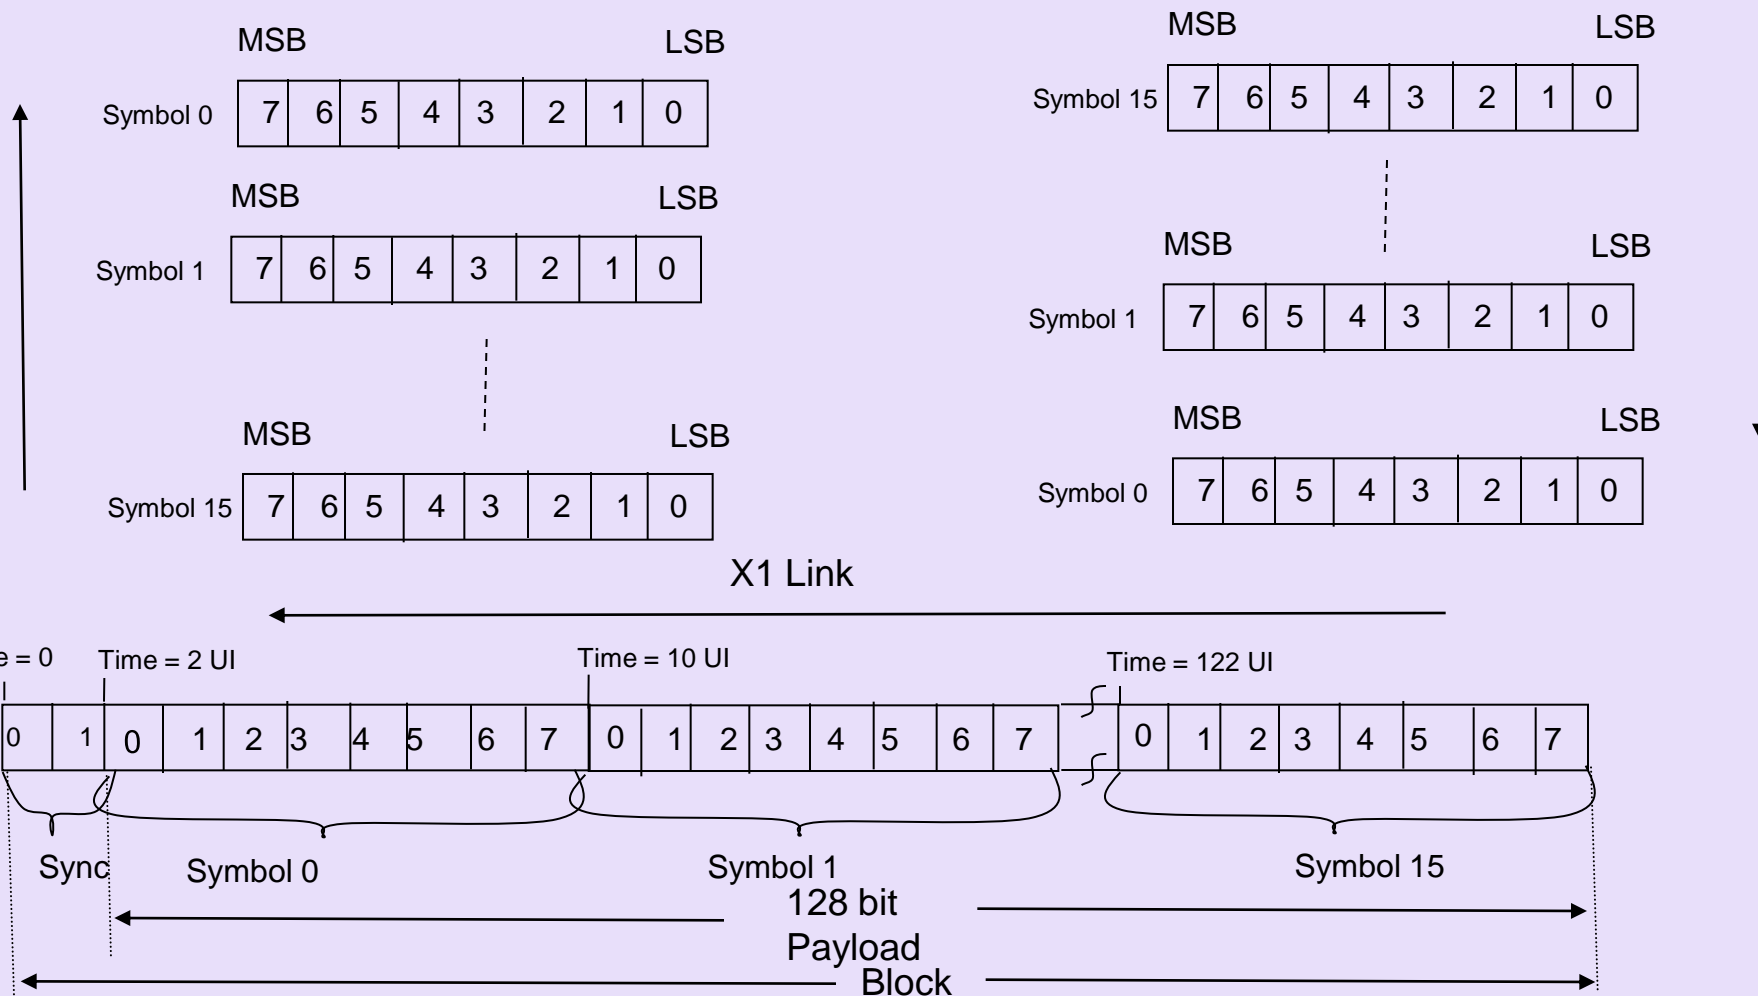 MSB LSB
Symbol 0 7 6 5 4 3 2 1 0
MSB LSB
Symbol 1 7 6 5 4 3 2 1 0
MSB LSB
Symbol 15 7 6 5 4 3 2 1 0
MSB LSB
Symbol 15 7 6 5 4 3 2 1 0
MSB LSB
Symbol 1 7 6 5 4 3 2 1 0
MSB LSB
Symbol 0 7 6 5 4 3 2 1 0
X1 Link
e = 0 Time = 2 UI Time = 10 UI Time = 122 UI
0 1 0 1 2 3 4 5 6 7 0 1 2 3 4 5 6 7 0 1 2 3 4 5 6 7
Sync Symbol 0 Symbol 1 Symbol 15
128 bit
Payload
Block